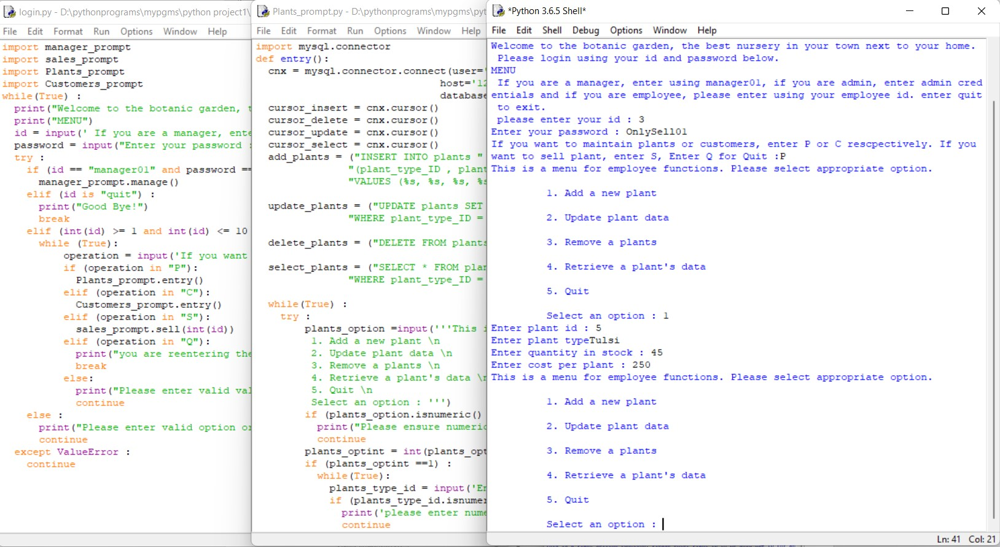 login.py - D:\pythonprograms\mypgms\python project1\
File Edit Format Run Options Window Help
import manager_prompt
import sales_prompt
import Plants_prompt
import Customers_prompt
while(True) :
print("Welcome to the botanic garden, t
print("MENU")
id = input(' If you are a manager, ente
password = input("Enter your password :
try :
if (id == "manager01" and password ==
manager_prompt.manage()
elif (id is "quit") :
print("Good Bye!")
break
elif (int(id) >= 1 and int(id) <= 10
while (True):
operation = input('If you want
if (operation in "P"):
Plants_prompt.entry()
elif (operation in "C"):
Customers_prompt.entry()
elif (operation in "S"):
sales_prompt.sell(int(id))
elif (operation in "Q"):
print("you are reentering the
break
else:
print("Please enter valid val
continue
else :
print("Please enter valid option or
continue
except ValueError :
continue
Plants_prompt.py - D:\pythonprograms\mypgms\pyt
File Edit Format Run Options Window Help
import mysql.connector
def entry():
cnx = mysql.connector.connect(user='
host='12
database
cursor_insert = cnx.cursor()
cursor_delete = cnx.cursor()
cursor_update = cnx.cursor()
cursor_select = cnx.cursor()
add_plants = ("INSERT INTO plants "
"(plant_type_ID , plant
"VALUES (%s, %s, %s, %s
update_plants = ("UPDATE plants SET
"WHERE plant_type_ID =
delete_plants = ("DELETE FROM plants
select_plants = ("SELECT * FROM plan
"WHERE plant_type_ID =
while(True) :
try :
plants_option =input('''This i
1. Add a new plant \n
2. Update plant data \n
3. Remove a plants \n
4. Retrieve a plant's data \n
5. Quit \n
Select an option : ''')
if (plants_option.isnumeric()
print("Please ensure numeric
continue
plants_optint = int(plants_opt
if (plants_optint ==1) :
while(True):
plants_type_id = input('En
if (plants_type_id.isnumer
print('please enter nume
continue
*Python 3.6.5 Shell*
File Edit Shell Debug Options Window Help
Welcome to the botanic garden, the best nursery in your town next to your home.
Please login using your id and password below.
MENU
If you are a manager, enter using manager01, if you are admin, enter admin cred
entials and if you are employee, please enter using your employee id. enter quit
to exit.
please enter your id : 3
Enter your password : OnlySell01
If you want to maintain plants or customers, enter P or C rescpectively. If you
want to sell plant, enter S, Enter Q for Quit :P
This is a menu for employee functions. Please select appropriate option.
1. Add a new plant
2. Update plant data
3. Remove a plants
4. Retrieve a plant's data
5. Quit
Select an option : 1
Enter plant id : 5
Enter plant typeTulsi
Enter quantity in stock : 45
Enter cost per plant : 250
This is a menu for employee functions. Please select appropriate option.
1. Add a new plant
2. Update plant data
3. Remove a plants
4. Retrieve a plant's data
5. Quit
Select an option :
Ln: 41 Col: 21